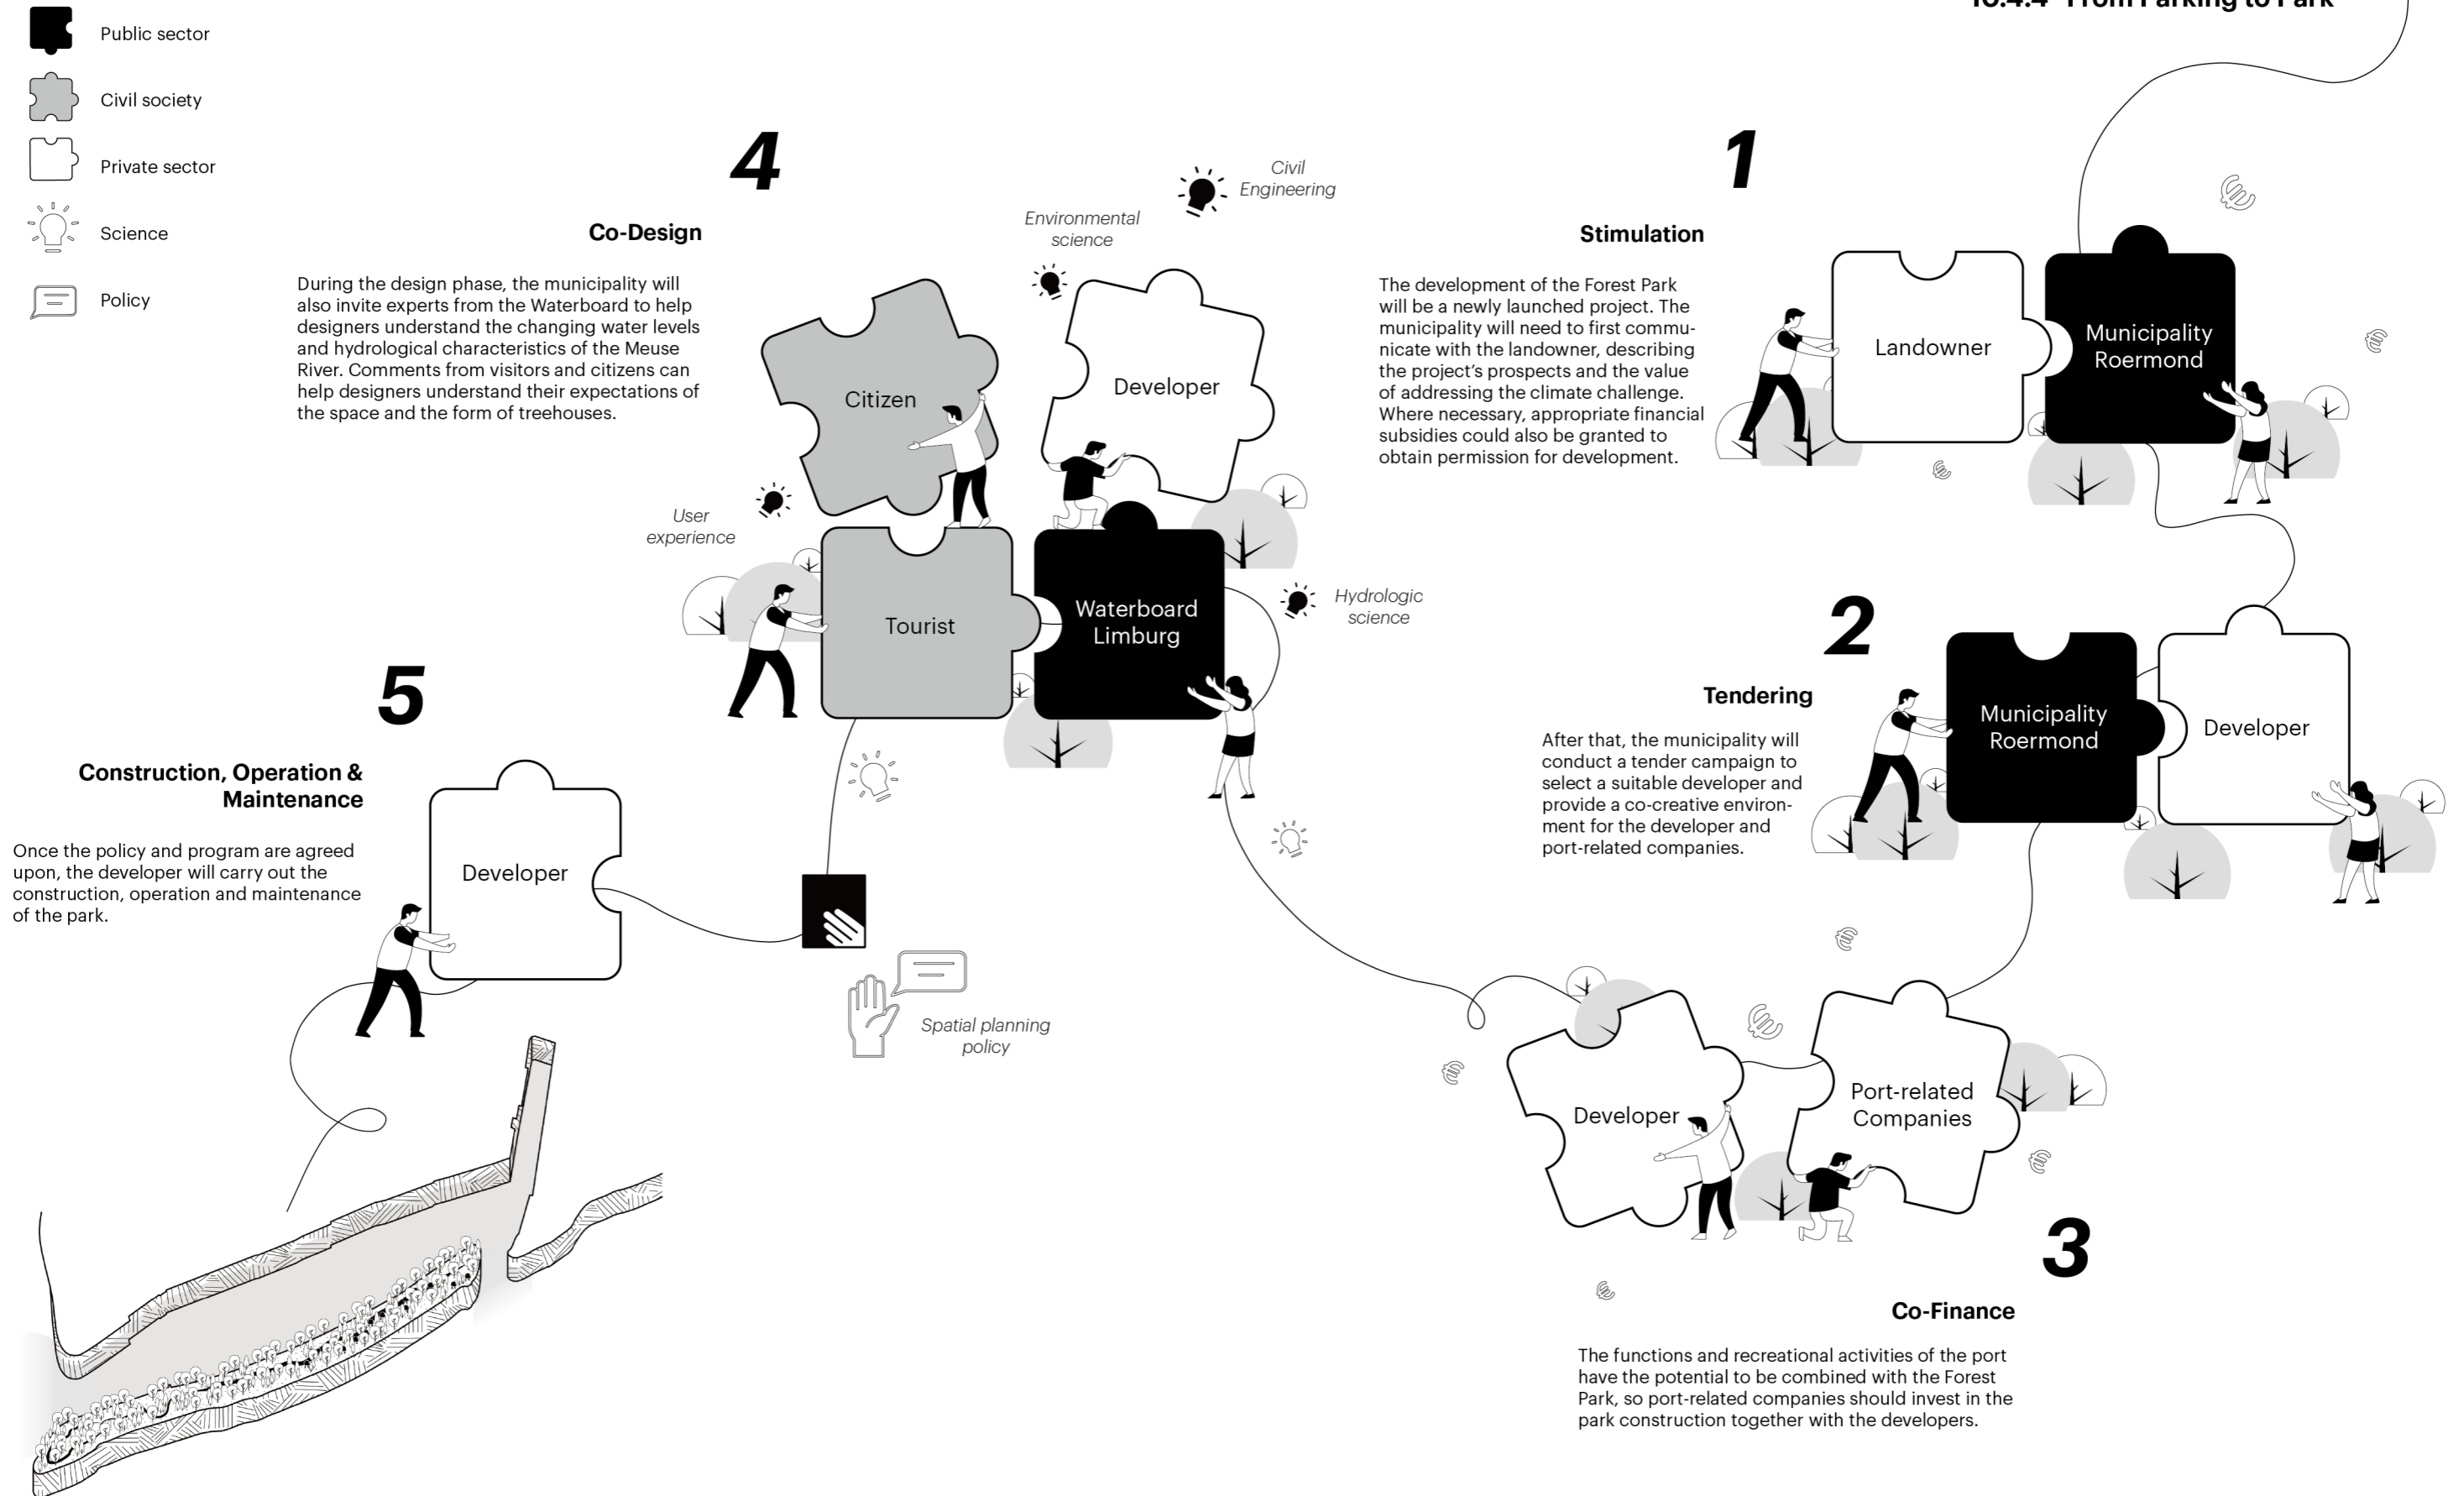 10.4.4 From Parking to Park
Public sector
Civil society
Private sector
Science
Policy
1
Stimulation
The development of the Forest Park
will be a newly launched project. The
municipality will need to first commu-
nicate with the landowner, describing
the project's prospects and the value
of addressing the climate challenge.
Where necessary, appropriate financial
subsidies could also be granted to
obtain permission for development.
Landowner
Municipality
Roermond
€
€
€
2
Tendering
After that, the municipality will
conduct a tender campaign to
select a suitable developer and
provide a co-creative environ-
ment for the developer and
port-related companies.
Municipality
Roermond
Developer
€
€
€
€
€
Developer
Port-related
Companies
3
Co-Finance
The functions and recreational activities of the port
have the potential to be combined with the Forest
Park, so port-related companies should invest in the
park construction together with the developers.
4
Co-Design
During the design phase, the municipality will
also invite experts from the Waterboard to help
designers understand the changing water levels
and hydrological characteristics of the Meuse
River. Comments from visitors and citizens can
help designers understand their expectations of
the space and the form of treehouses.
Civil
Engineering
Environmental
science
Citizen
Developer
User
experience
Tourist
Waterboard
Limburg
Hydrologic
science
5
Construction, Operation &
Maintenance
Once the policy and program are agreed
upon, the developer will carry out the
construction, operation and maintenance
of the park.
Developer
Spatial planning
policy